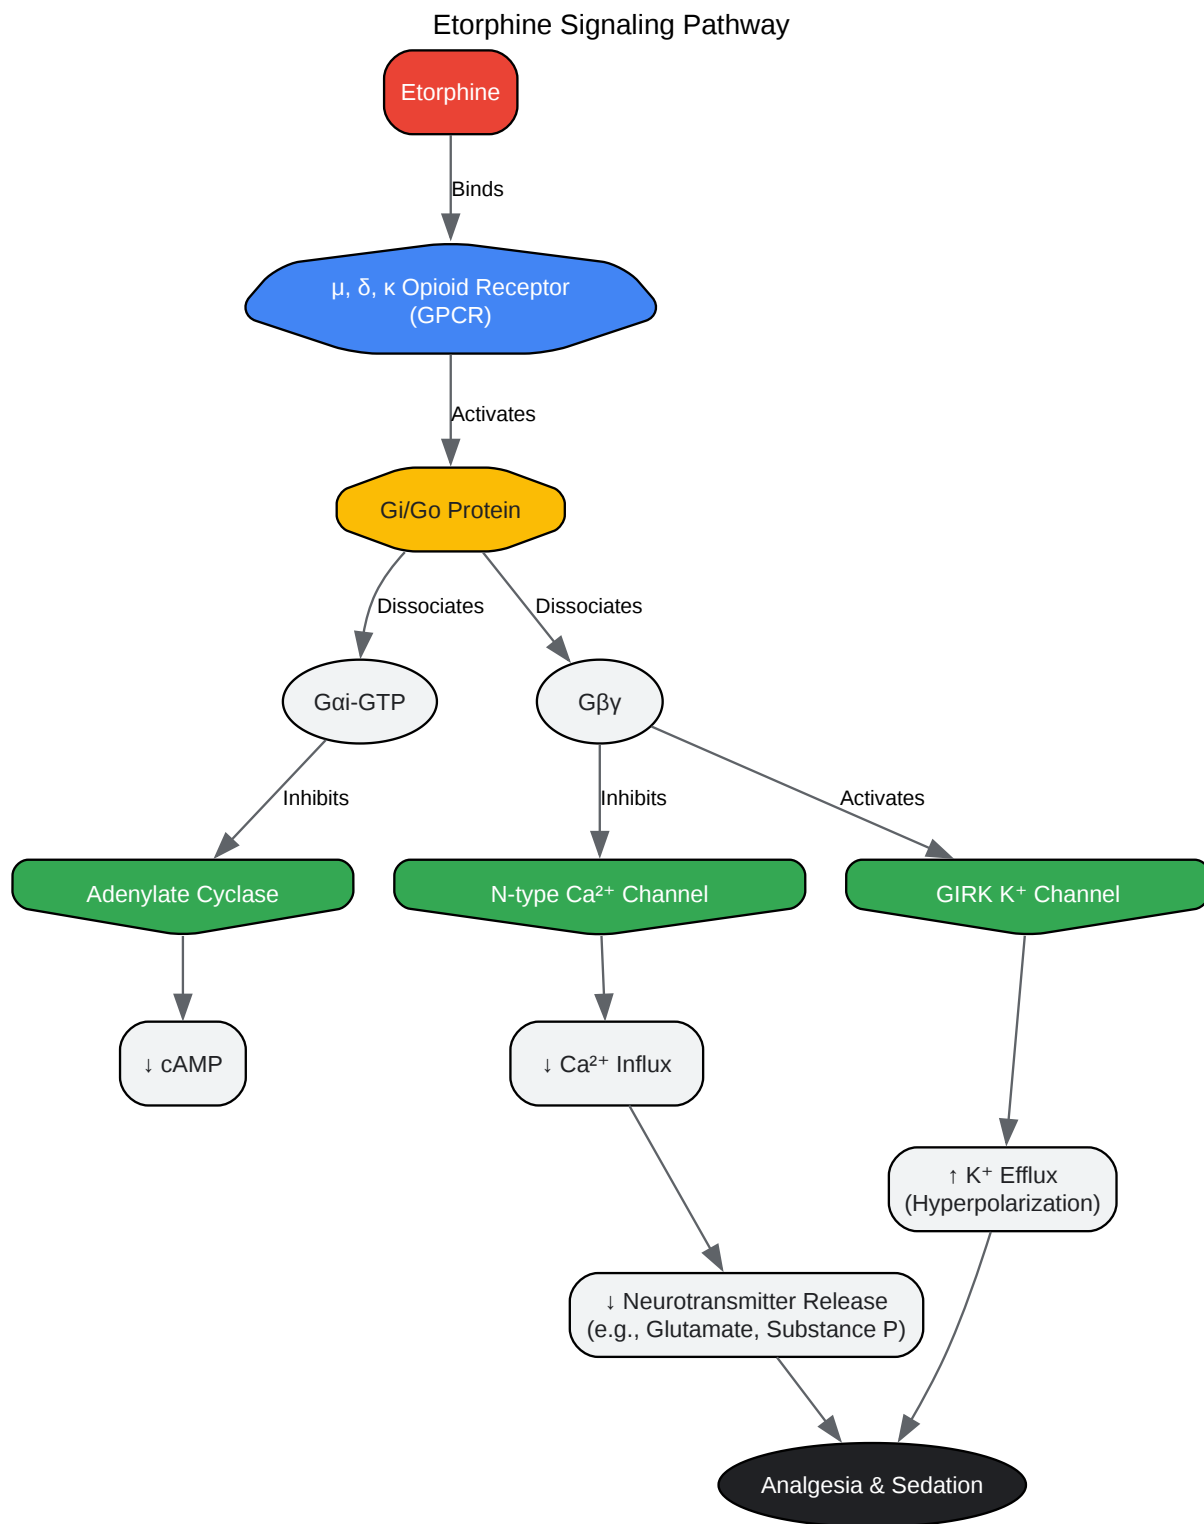 Etorphine Signaling Pathway
Etorphine
Binds
μ, δ, κ Opioid Receptor
(GPCR)
Activates
Gi/Go Protein
Dissociates
Dissociates
Gαi-GTP
Gβγ
Inhibits
Inhibits
Activates
Adenylate Cyclase
N-type Ca²⁺ Channel
GIRK K⁺ Channel
↓ cAMP
↓ Ca²⁺ Influx
↑ K⁺ Efflux
(Hyperpolarization)
↓ Neurotransmitter Release
(e.g., Glutamate, Substance P)
Analgesia & Sedation